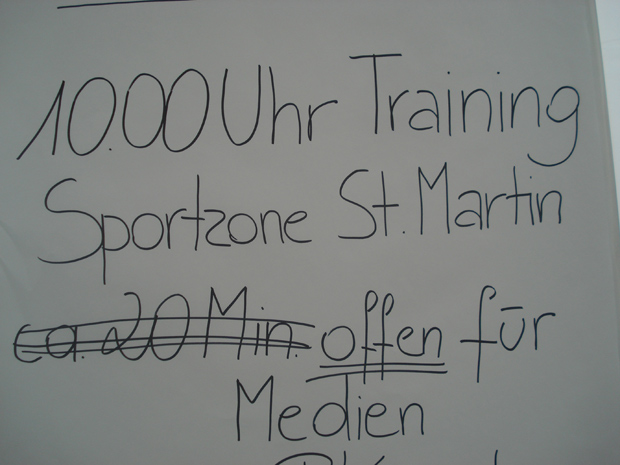 10.00 Uhr Training
Sportzone St. Martin
ca. 20 Min. offen für
Medien